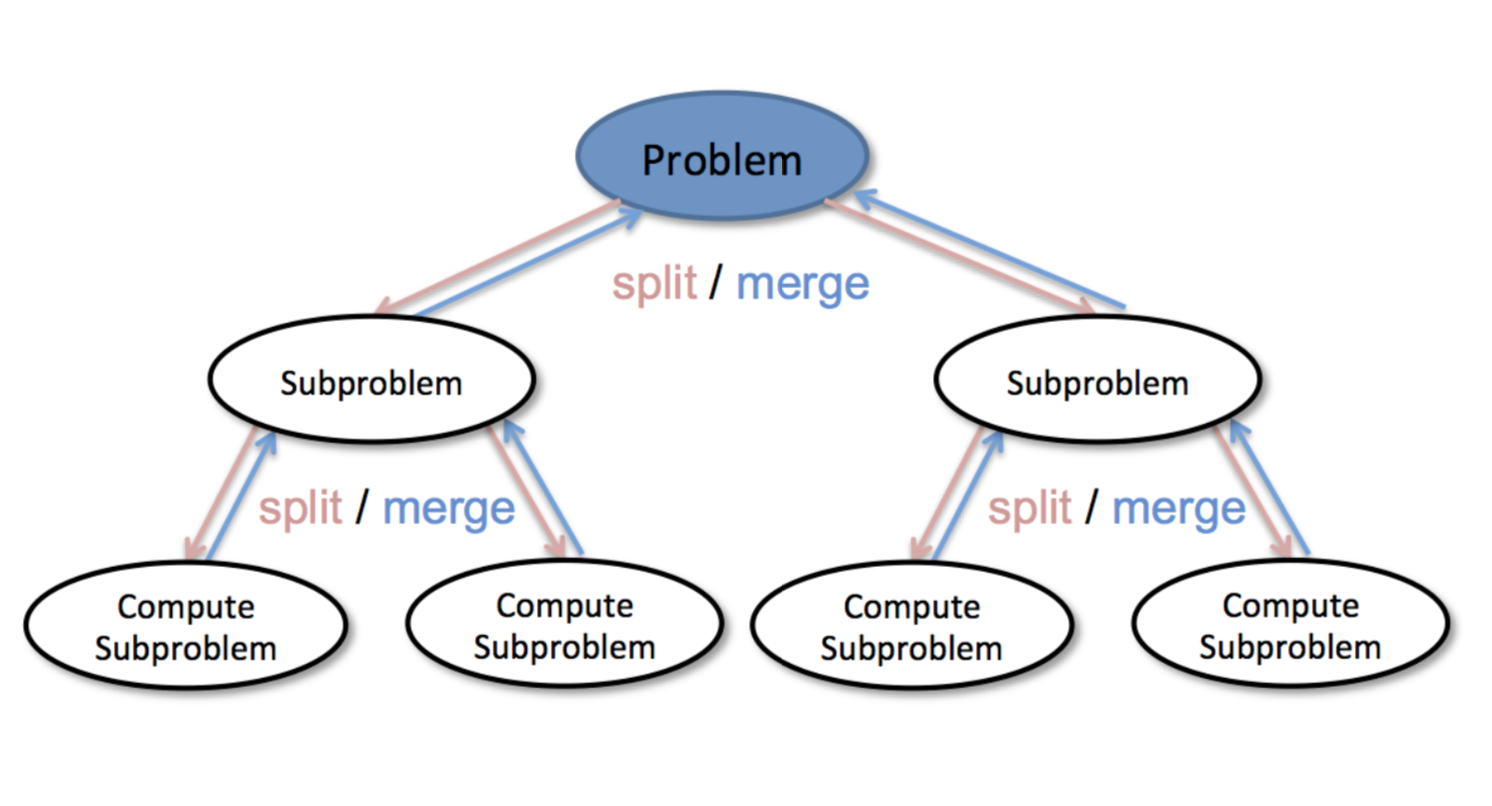 Problem
split / merge
Subproblem
Subproblem
split / merge
split / merge
Compute
Subproblem
Compute
Subproblem
Compute
Subproblem
Compute
Subproblem